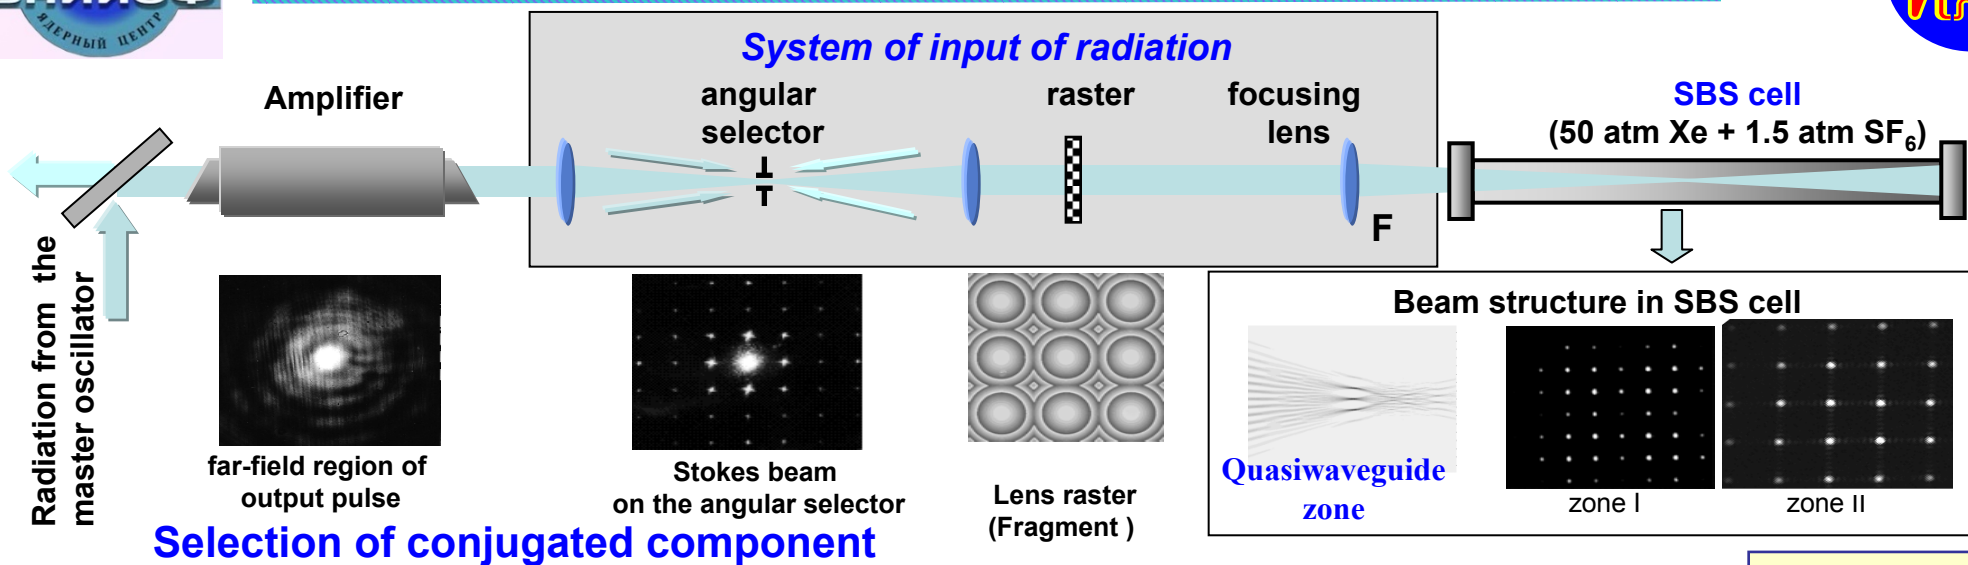 ЯДЕРНЫЙ ЦЕНТР
System of input of radiation
Amplifier
angular
selector
raster
focusing
lens
SBS cell
(50 atm Xe + 1.5 atm SF6)
F
Radiation from the
master oscillator
far-field region of
output pulse
Stokes beam
on the angular selector
Lens raster
(Fragment )
Beam structure in SBS cell
Quasiwaveguide
zone
zone I
zone II
Selection of conjugated component